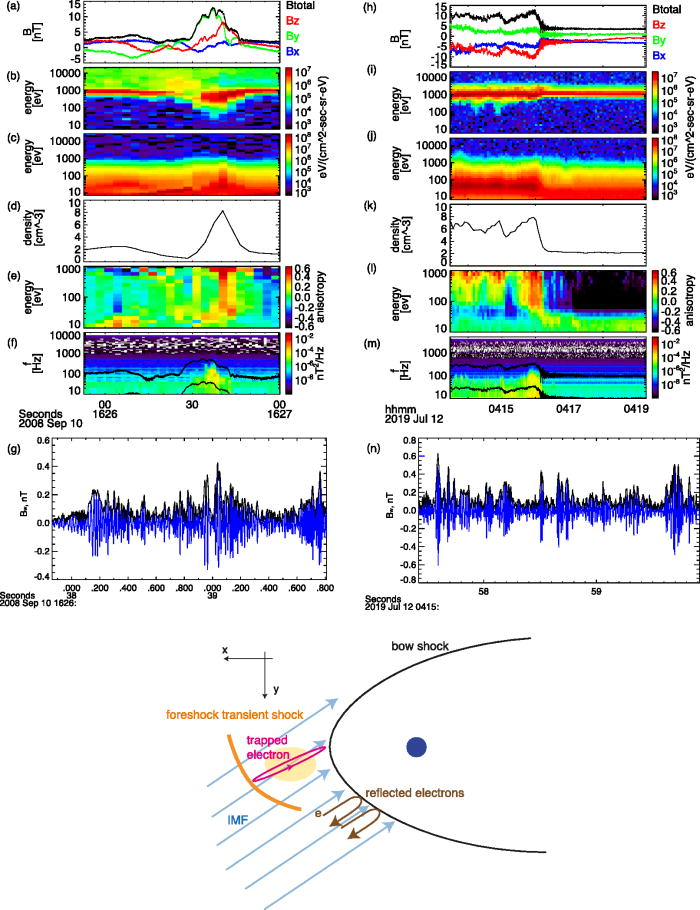 (a)
15
10
5
0
-5
B
[nT]
Btotal
Bz
By
Bx
(b)
10000
1000
100
energy
[ev]
10^7
10^6
10^5
10^4
10^3
(c)
10000
1000
100
10
energy
[ev]
10^8
10^7
10^6
10^5
10^4
10^3
eV/(cm^2-sec-sr-eV)
(d)
10
8
6
4
2
0
density
[cm^-3]
(e)
1000
100
10
energy
[ev]
0.6
0.4
0.2
0.0
-0.2
-0.4
-0.6
anisotropy
(f)
10000
1000
100
10
f
[Hz]
10^-2
10^-4
10^-6
10^-8
nT^2/Hz
00 30 00
Seconds
1626 1627
2008 Sep 10
(h)
15
10
5
0
-5
-10
B
[nT]
Btotal
Bz
By
Bx
(i)
10000
1000
100
energy
[ev]
10^7
10^6
10^5
10^4
10^3
(j)
10000
1000
100
10
energy
[ev]
10^8
10^7
10^6
10^5
10^4
10^3
eV/(cm^2-sec-sr-eV)
(k)
10
8
6
4
2
0
density
[cm^-3]
(l)
1000
100
10
energy
[ev]
0.6
0.4
0.2
0.0
-0.2
-0.4
-0.6
anisotropy
(m)
1000
100
10
f
[Hz]
10^-2
10^-4
10^-6
10^-8
nT^2/Hz
hhmm 0415 0417 0419
2019 Jul 12
(g)
0.6
0.4
0.2
0.0
-0.2
-0.4
nT
.000 .200 .400 .600 .800 .000 .200 .400 .600 .800
Seconds 38 39
2008 Sep 10 1626:
(n)
0.8
0.6
0.4
0.2
0.0
-0.2
-0.4
-0.6
-0.8
nT
58 59
Seconds
2019 Jul 12 0415:
bow shock
x
y
foreshock transient shock
trapped
electron
reflected electrons
IMF
e